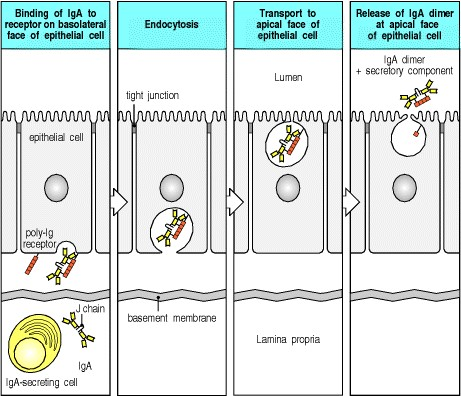 Binding of IgA to
receptor on basolateral
face of epithelial cell
epithelial cell
poly-Ig
receptor
J chain
IgA
IgA-secreting cell
Endocytosis
tight junction
basement membrane
Transport to
apical face of
epithelial cell
Lumen
Lamina propria
Release of IgA dimer
at apical face
of epithelial cell
IgA dimer
+ secretory component